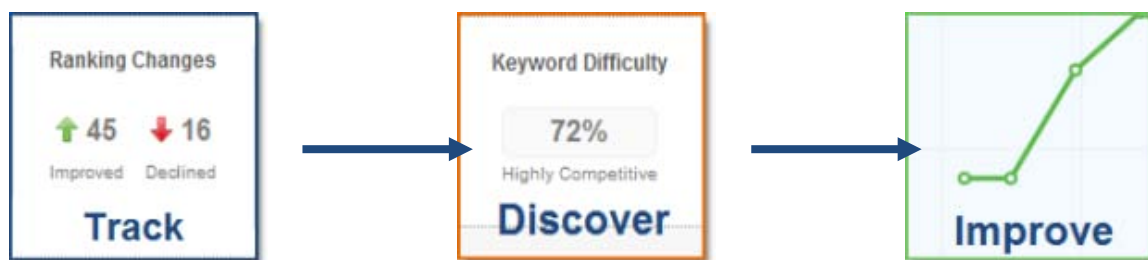 Ranking Changes
45 16
Improved Declined
Track
Keyword Difficulty
72%
Highly Competitive
Discover
Improve